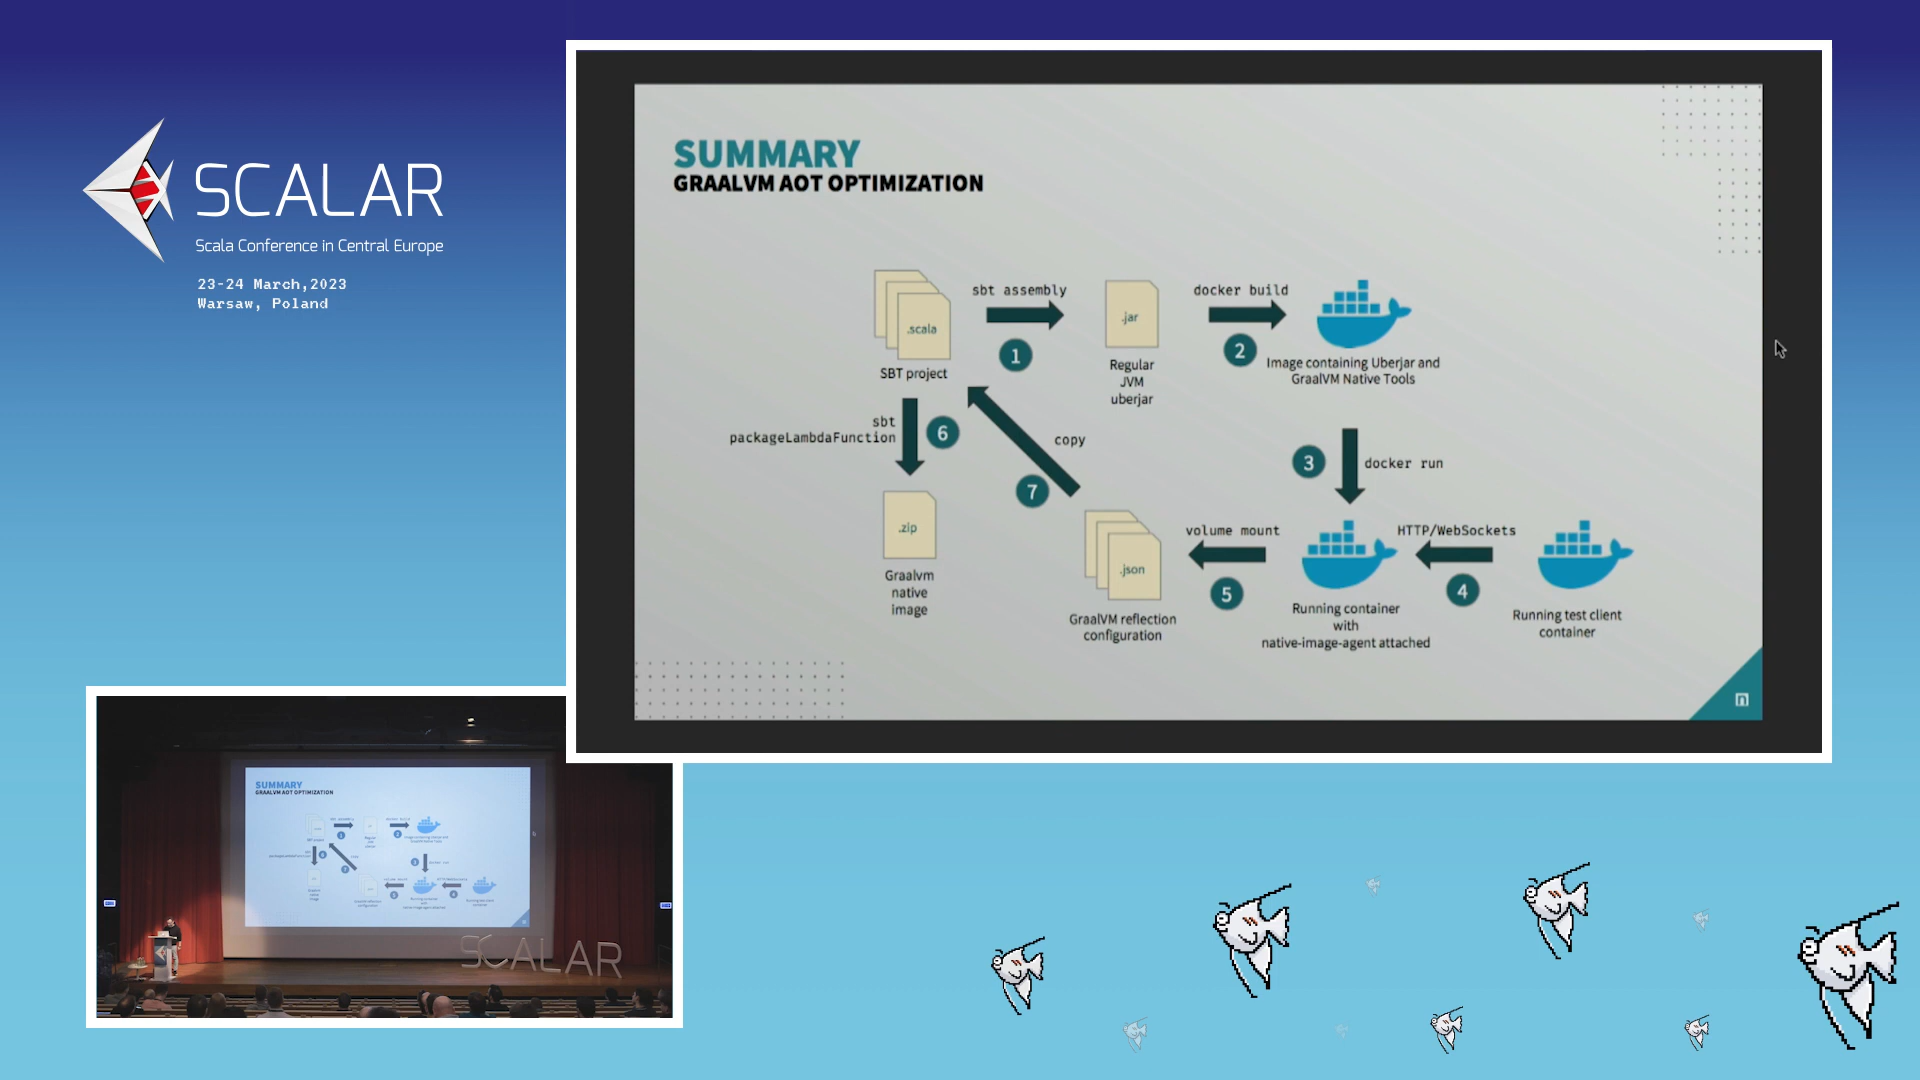 SCALAR
Scala Conference in Central Europe
23-24 March,2023
Warsaw, Poland
SUMMARY
GRAALVM AOT OPTIMIZATION
.scala
SBT project
sbt assembly
1
.jar
Regular
JVM
uberjar
docker build
2
Image containing Uberjar and
GraalVM Native Tools
3
docker run
HTTP/WebSockets
4
Running test client
container
Running container
with
native-image-agent attached
volume mount
5
.json
GraalVM reflection
configuration
copy
7
sbt
packageLambdaFunction
6
.zip
Graalvm
native
image
n
SUMMARY
GRAALVM AOT OPTIMIZATION
SCALAR